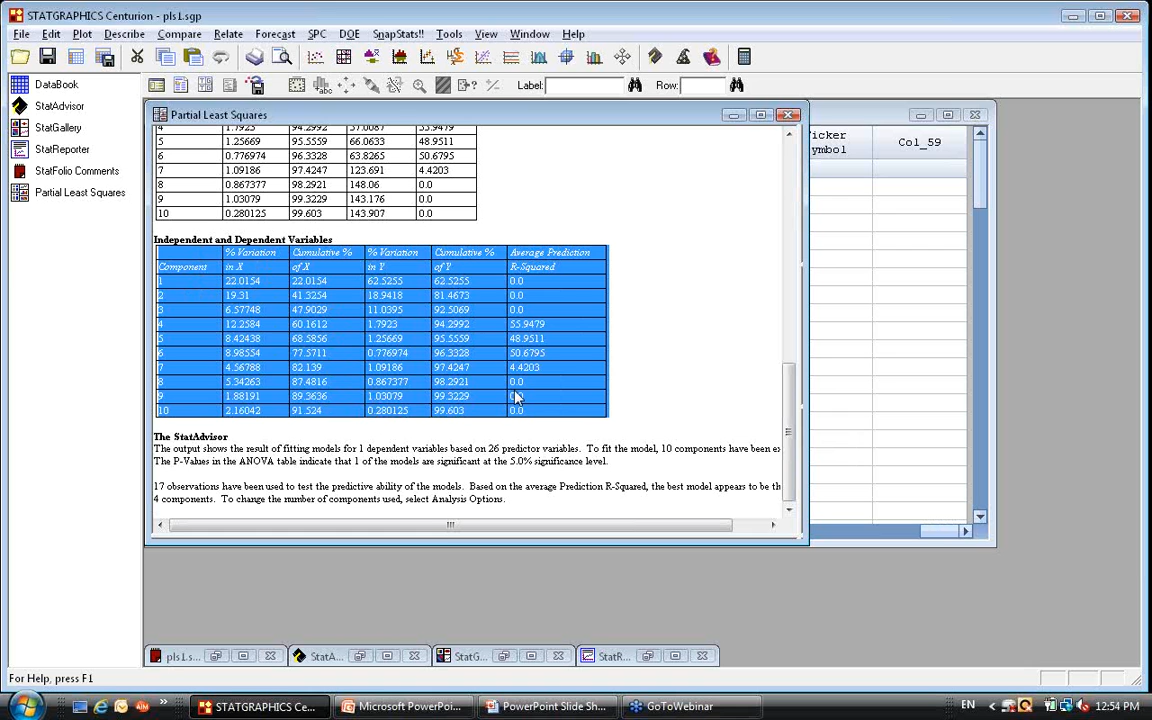 STATGRAPHICS Centurion - pls1.sgp
File Edit Plot Describe Compare Relate Forecast SPC DOE SnapStats!! Tools View Window Help
Label: Row:
DataBook
StatAdvisor
StatGallery
StatReporter
StatFolio Comments
Partial Least Squares
Partial Least Squares
4 1.7923 94.2992 57.0087 55.9479
5 1.25669 95.5559 66.0633 48.9511
6 0.776974 96.3328 63.8265 50.6795
7 1.09186 97.4247 123.691 4.4203
8 0.867377 98.2921 148.06 0.0
9 1.03079 99.3229 143.176 0.0
10 0.280125 99.603 143.907 0.0
Independent and Dependent Variables
% Variation Cumulative % % Variation Cumulative % Average Prediction
Component in X of X in Y of Y R-Squared
1 22.0154 22.0154 62.5255 62.5255 0.0
2 19.31 41.3254 18.9418 81.4673 0.0
3 6.57748 47.9029 11.0395 92.5069 0.0
4 12.2584 60.1612 1.7923 94.2992 55.9479
5 8.42438 68.5856 1.25669 95.5559 48.9511
6 8.98554 77.5711 0.776974 96.3328 50.6795
7 4.56788 82.139 1.09186 97.4247 4.4203
8 5.34263 87.4816 0.867377 98.2921 0.0
9 1.88191 89.3636 1.03079 99.3229 0.0
10 2.16042 91.524 0.280125 99.603 0.0
The StatAdvisor
The output shows the result of fitting models for 1 dependent variables based on 26 predictor variables. To fit the model, 10 components have been ex
The P-Values in the ANOVA table indicate that 1 of the models are significant at the 5.0% significance level.
17 observations have been used to test the predictive ability of the models. Based on the average Prediction R-Squared, the best model appears to be th
4 components. To change the number of components used, select Analysis Options.
icker
ymbol
Col_59
pls1.s...
StatA...
StatG...
StatR...
For Help, press F1
STATGRAPHICS Ce...
Microsoft PowerPoi...
PowerPoint Slide Sh...
GoToWebinar
EN
12:54 PM